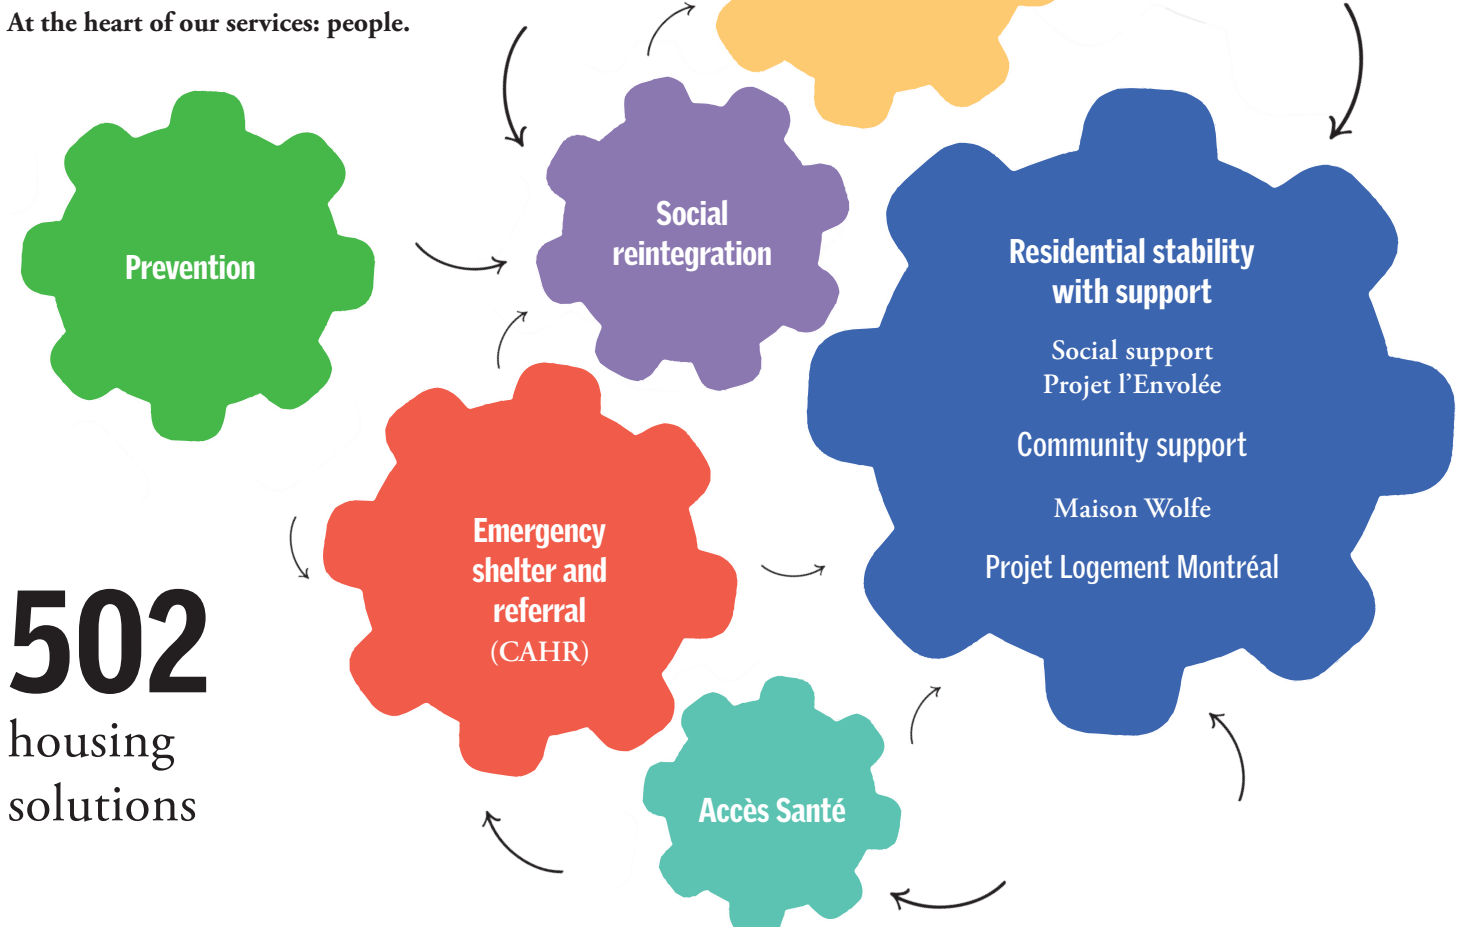 At the heart of our services: people.
Prevention
Social
reintegration
Residential stability
with support
Social support
Projet l’Envolée
Community support
Maison Wolfe
Projet Logement Montréal
Emergency
shelter and
referral
(CAHR)
502
housing
solutions
Accès Santé